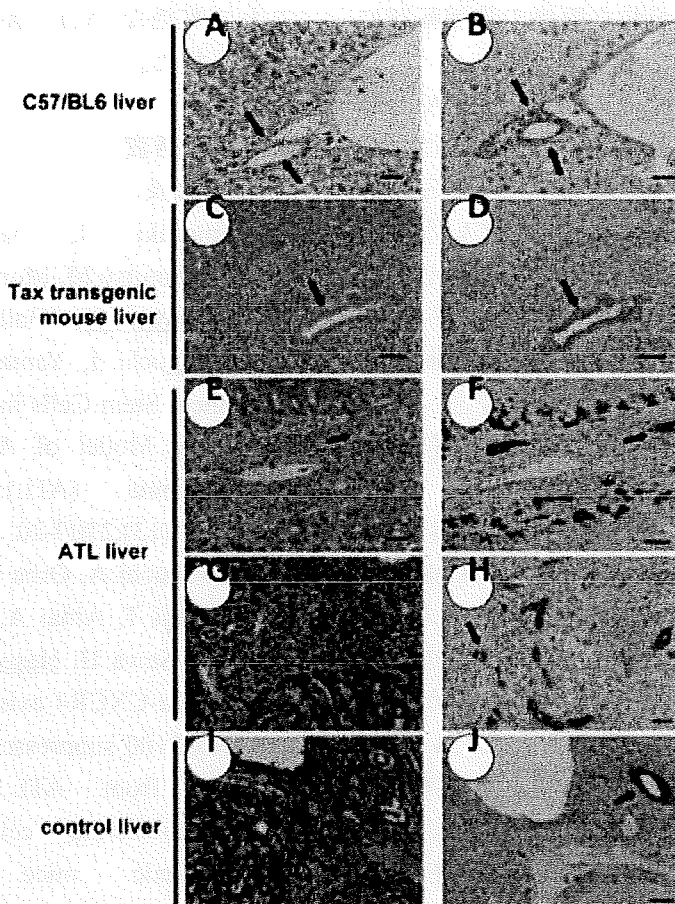 A
B
C57/BL6 liver
C
D
Tax transgenic
mouse liver
E
F
ATL liver
G
H
I
J
control liver